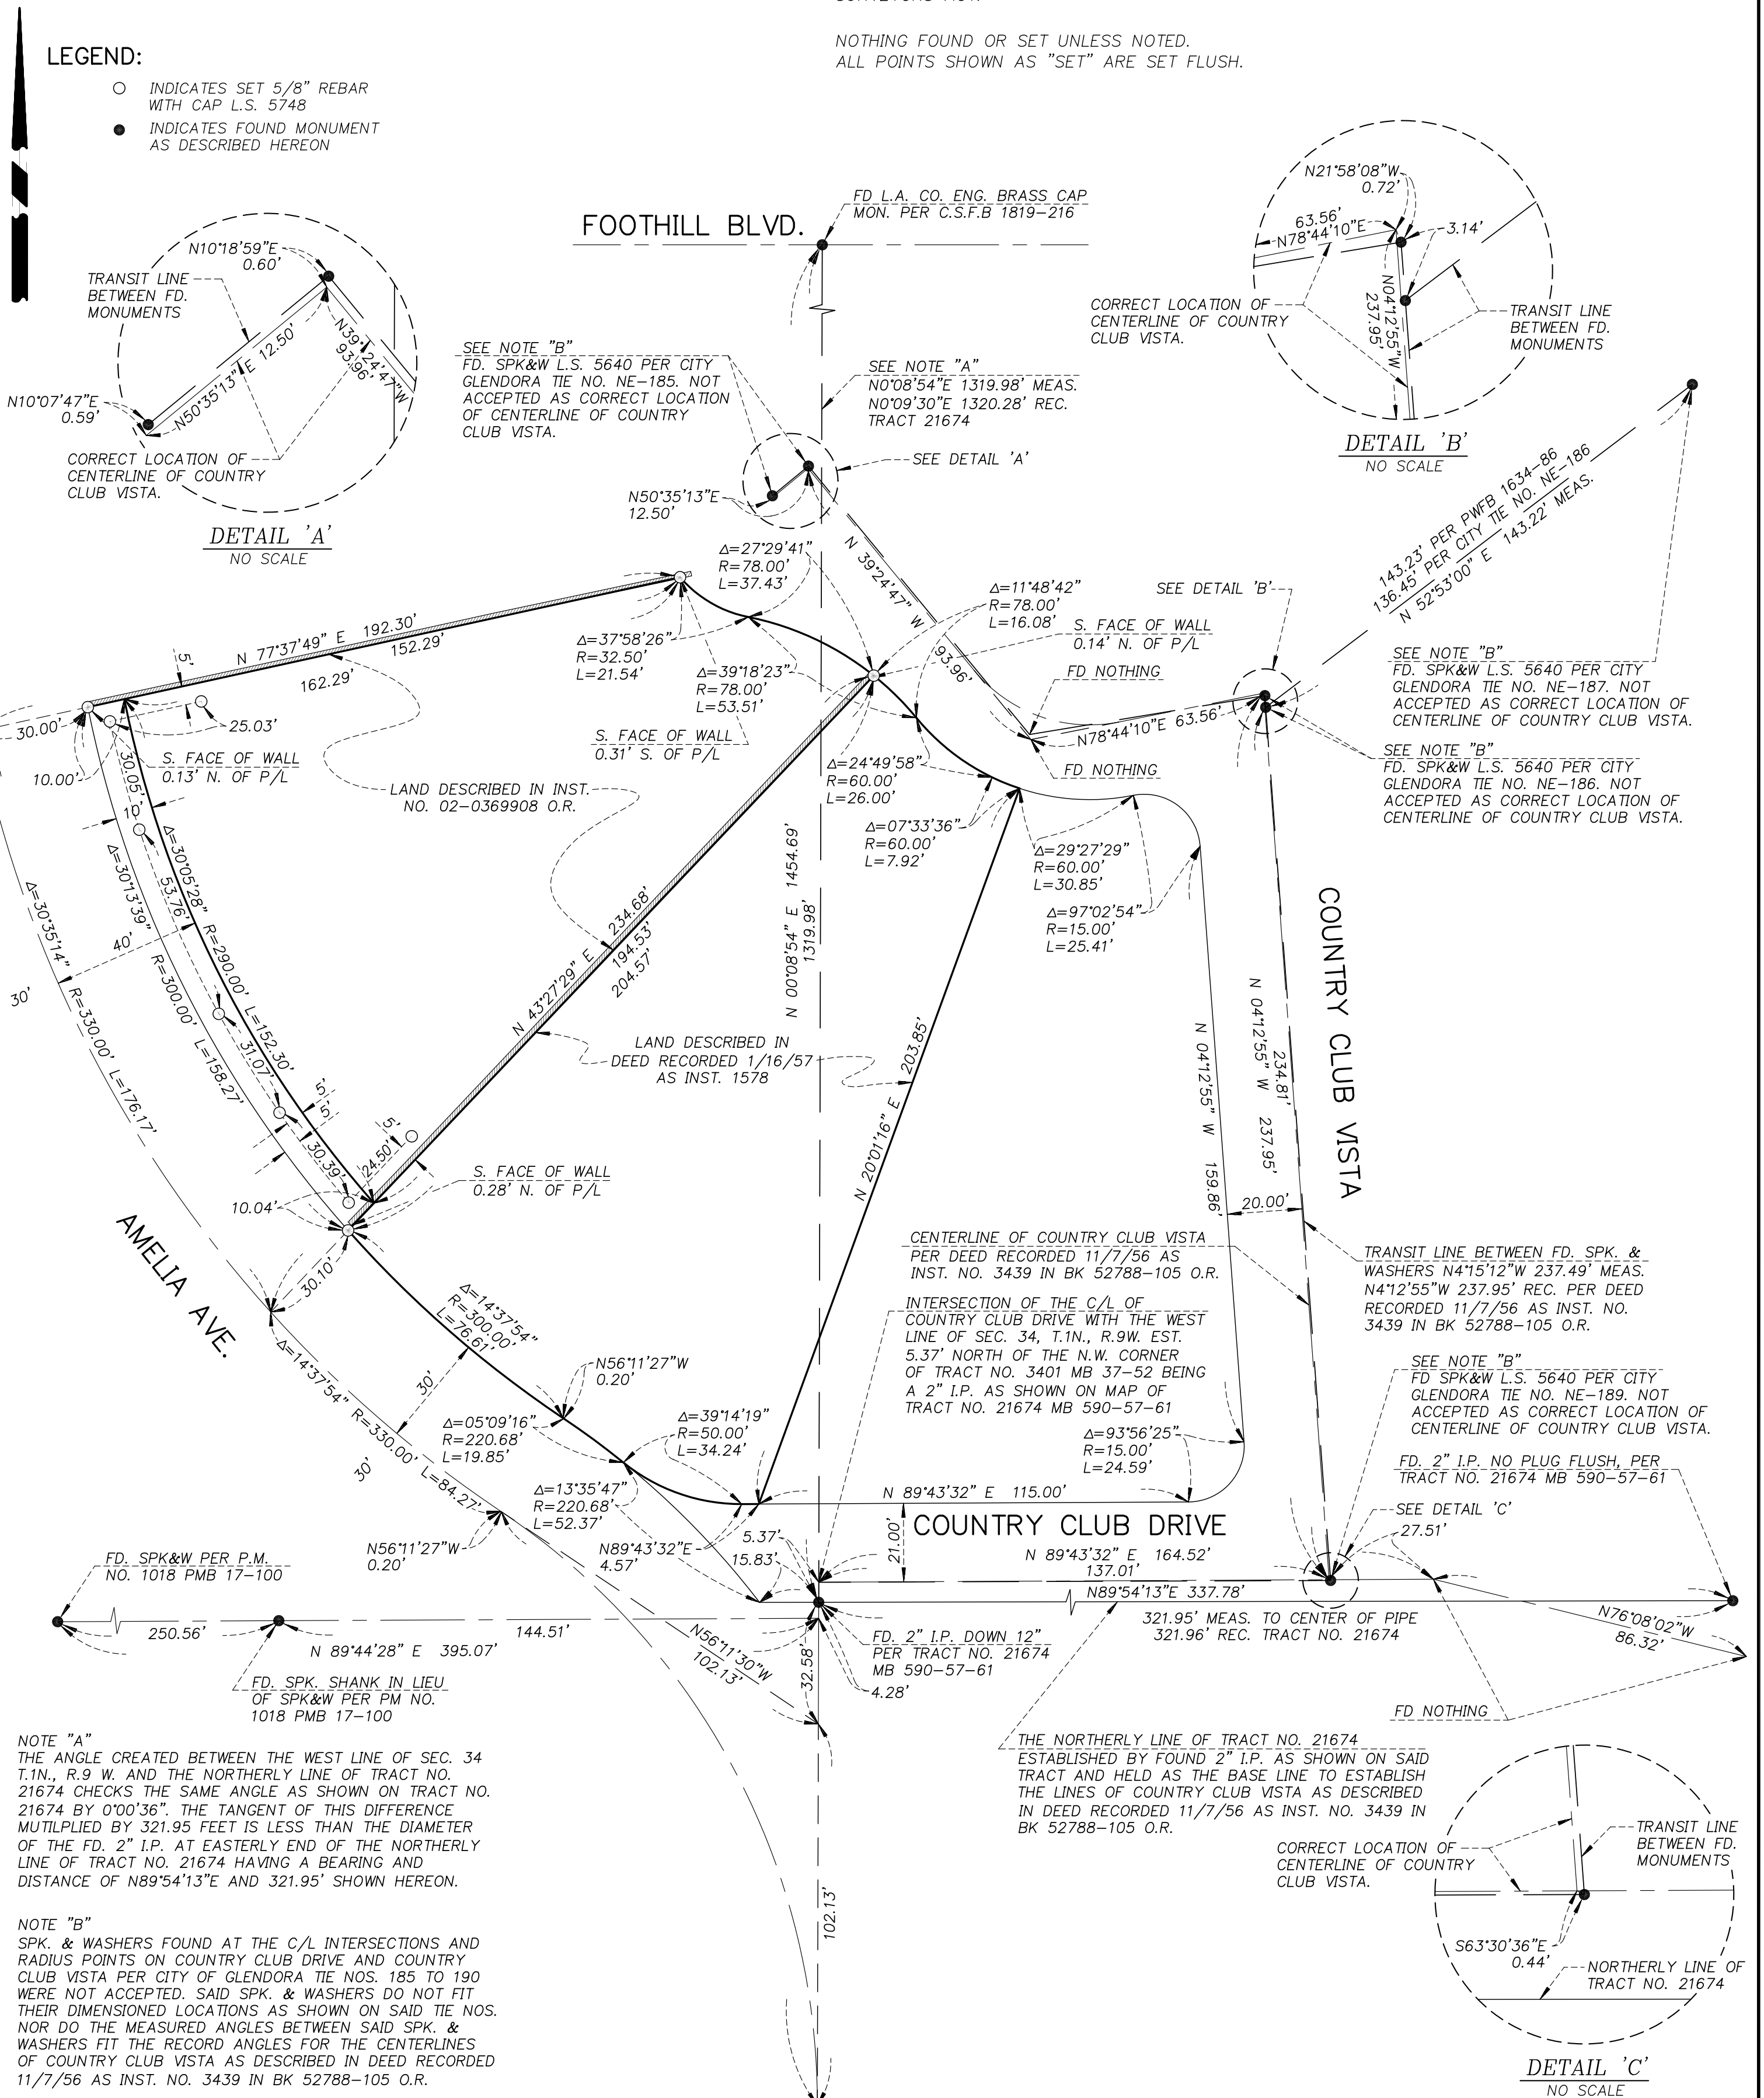 NOTHING FOUND OR SET UNLESS NOTED.
ALL POINTS SHOWN AS "SET" ARE SET FLUSH.
LEGEND:
INDICATES SET 5/8" REBAR
WITH CAP L.S. 5748
INDICATES FOUND MONUMENT
AS DESCRIBED HEREON
N10°18'59"E
0.60'
TRANSIT LINE
BETWEEN FD.
MONUMENTS
N50°35'13"E 12.50'
N39°24'47"W
93.96'
N10°07'47"E
0.59'
CORRECT LOCATION OF
CENTERLINE OF COUNTRY
CLUB VISTA.
DETAIL 'A'
NO SCALE
FOOTHILL BLVD.
FD L.A. CO. ENG. BRASS CAP
MON. PER C.S.F.B 1819-216
SEE NOTE "B"
FD. SPK&W L.S. 5640 PER CITY
GLENDORA TIE NO. NE-185. NOT
ACCEPTED AS CORRECT LOCATION
OF CENTERLINE OF COUNTRY
CLUB VISTA.
SEE NOTE "A"
N0°08'54"E 1319.98' MEAS.
N0°09'30"E 1320.28' REC.
TRACT 21674
SEE DETAIL 'A'
N50°35'13"E
12.50'
N21°58'08"W
0.72'
63.56'
N78°44'10"E
3.14'
N04°12'55"W
237.95'
CORRECT LOCATION OF
CENTERLINE OF COUNTRY
CLUB VISTA.
TRANSIT LINE
BETWEEN FD.
MONUMENTS
DETAIL 'B'
NO SCALE
143.23' PER PWFB 1634-86
136.45' PER CITY TIE NO. NE-186
N 52°53'00" E 143.22' MEAS.
Δ=27°29'41"
R=78.00'
L=37.43'
N 39°24'47" W
93.96'
Δ=11°48'42"
R=78.00'
L=16.08'
SEE DETAIL 'B'
S. FACE OF WALL
0.14' N. OF P/L
FD NOTHING
N 77°37'49" E 192.30'
152.29'
162.29'
5'
Δ=37°58'26"
R=32.50'
L=21.54'
Δ=39°18'23"
R=78.00'
L=53.51'
SEE NOTE "B"
FD. SPK&W L.S. 5640 PER CITY
GLENDORA TIE NO. NE-187. NOT
ACCEPTED AS CORRECT LOCATION OF
CENTERLINE OF COUNTRY CLUB VISTA.
N78°44'10"E 63.56'
FD NOTHING
SEE NOTE "B"
FD. SPK&W L.S. 5640 PER CITY
GLENDORA TIE NO. NE-186. NOT
ACCEPTED AS CORRECT LOCATION OF
CENTERLINE OF COUNTRY CLUB VISTA.
30.00'
25.03'
10.00'
30.05'
S. FACE OF WALL
0.13' N. OF P/L
S. FACE OF WALL
0.31' S. OF P/L
LAND DESCRIBED IN INST.
NO. 02-0369908 O.R.
Δ=24°49'58"
R=60.00'
L=26.00'
Δ=07°33'36"
R=60.00'
L=7.92'
Δ=29°27'29"
R=60.00'
L=30.85'
Δ=97°02'54"
R=15.00'
L=25.41'
10'
Δ=30°05'28" R=290.00' L=152.30'
Δ=30°13'39" R=300.00' L=158.27'
Δ=30°35'14" R=330.00' L=176.17'
53.76'
40'
30'
31.07'
5'
5'
30.39'
24.50'
5'
N 43°27'29" E 234.68'
194.53'
204.57'
N 00°08'54" E 1454.69'
1319.98'
LAND DESCRIBED IN
DEED RECORDED 1/16/57
AS INST. 1578
N 20°01'16" E 203.85'
N 04°12'55" W 159.86'
N 04°12'55" W 237.95'
234.81'
COUNTRY CLUB VISTA
20.00'
S. FACE OF WALL
0.28' N. OF P/L
10.04'
30.10'
AMELIA AVE.
CENTERLINE OF COUNTRY CLUB VISTA
PER DEED RECORDED 11/7/56 AS
INST. NO. 3439 IN BK 52788-105 O.R.
TRANSIT LINE BETWEEN FD. SPK. &
WASHERS N4°15'12"W 237.49' MEAS.
N4°12'55"W 237.95' REC. PER DEED
RECORDED 11/7/56 AS INST. NO.
3439 IN BK 52788-105 O.R.
INTERSECTION OF THE C/L OF
COUNTRY CLUB DRIVE WITH THE WEST
LINE OF SEC. 34, T.1N., R.9W. EST.
5.37' NORTH OF THE N.W. CORNER
OF TRACT NO. 3401 MB 37-52 BEING
A 2" I.P. AS SHOWN ON MAP OF
TRACT NO. 21674 MB 590-57-61
SEE NOTE "B"
FD SPK&W L.S. 5640 PER CITY
GLENDORA TIE NO. NE-189. NOT
ACCEPTED AS CORRECT LOCATION OF
CENTERLINE OF COUNTRY CLUB VISTA.
Δ=14°37'54"
R=300.00'
L=76.61'
Δ=14°37'54" R=330.00' L=84.27'
30'
30'
N56°11'27"W
0.20'
Δ=05°09'16"
R=220.68'
L=19.85'
Δ=39°14'19"
R=50.00'
L=34.24'
Δ=13°35'47"
R=220.68'
L=52.37'
Δ=93°56'25"
R=15.00'
L=24.59'
FD. 2" I.P. NO PLUG FLUSH, PER
TRACT NO. 21674 MB 590-57-61
SEE DETAIL 'C'
27.51'
N 89°43'32" E 115.00'
COUNTRY CLUB DRIVE
21.00'
N56°11'27"W
0.20'
N89°43'32"E
4.57'
5.37'
15.83'
N 89°43'32" E 164.52'
137.01'
N89°54'13"E 337.78'
321.95' MEAS. TO CENTER OF PIPE
321.96' REC. TRACT NO. 21674
N76°08'02"W
86.32'
FD. SPK&W PER P.M.
NO. 1018 PMB 17-100
250.56'
144.51'
N 89°44'28" E 395.07'
FD. SPK. SHANK IN LIEU
OF SPK&W PER PM NO.
1018 PMB 17-100
N56°11'30"W
102.13'
32.58'
FD. 2" I.P. DOWN 12"
PER TRACT NO. 21674
MB 590-57-61
4.28'
FD NOTHING
NOTE "A"
THE ANGLE CREATED BETWEEN THE WEST LINE OF SEC. 34
T.1N., R.9 W. AND THE NORTHERLY LINE OF TRACT NO.
21674 CHECKS THE SAME ANGLE AS SHOWN ON TRACT NO.
21674 BY 0°00'36". THE TANGENT OF THIS DIFFERENCE
MUTILPLIED BY 321.95 FEET IS LESS THAN THE DIAMETER
OF THE FD. 2" I.P. AT EASTERLY END OF THE NORTHERLY
LINE OF TRACT NO. 21674 HAVING A BEARING AND
DISTANCE OF N89°54'13"E AND 321.95' SHOWN HEREON.
THE NORTHERLY LINE OF TRACT NO. 21674
ESTABLISHED BY FOUND 2" I.P. AS SHOWN ON SAID
TRACT AND HELD AS THE BASE LINE TO ESTABLISH
THE LINES OF COUNTRY CLUB VISTA AS DESCRIBED
IN DEED RECORDED 11/7/56 AS INST. NO. 3439 IN
BK 52788-105 O.R.
NOTE "B"
SPK. & WASHERS FOUND AT THE C/L INTERSECTIONS AND
RADIUS POINTS ON COUNTRY CLUB DRIVE AND COUNTRY
CLUB VISTA PER CITY OF GLENDORA TIE NOS. 185 TO 190
WERE NOT ACCEPTED. SAID SPK. & WASHERS DO NOT FIT
THEIR DIMENSIONED LOCATIONS AS SHOWN ON SAID TIE NOS.
NOR DO THE MEASURED ANGLES BETWEEN SAID SPK. &
WASHERS FIT THE RECORD ANGLES FOR THE CENTERLINES
OF COUNTRY CLUB VISTA AS DESCRIBED IN DEED RECORDED
11/7/56 AS INST. NO. 3439 IN BK 52788-105 O.R.
102.13'
CORRECT LOCATION OF
CENTERLINE OF COUNTRY
CLUB VISTA.
TRANSIT LINE
BETWEEN FD.
MONUMENTS
S63°30'36"E
0.44'
NORTHERLY LINE OF
TRACT NO. 21674
DETAIL 'C'
NO SCALE